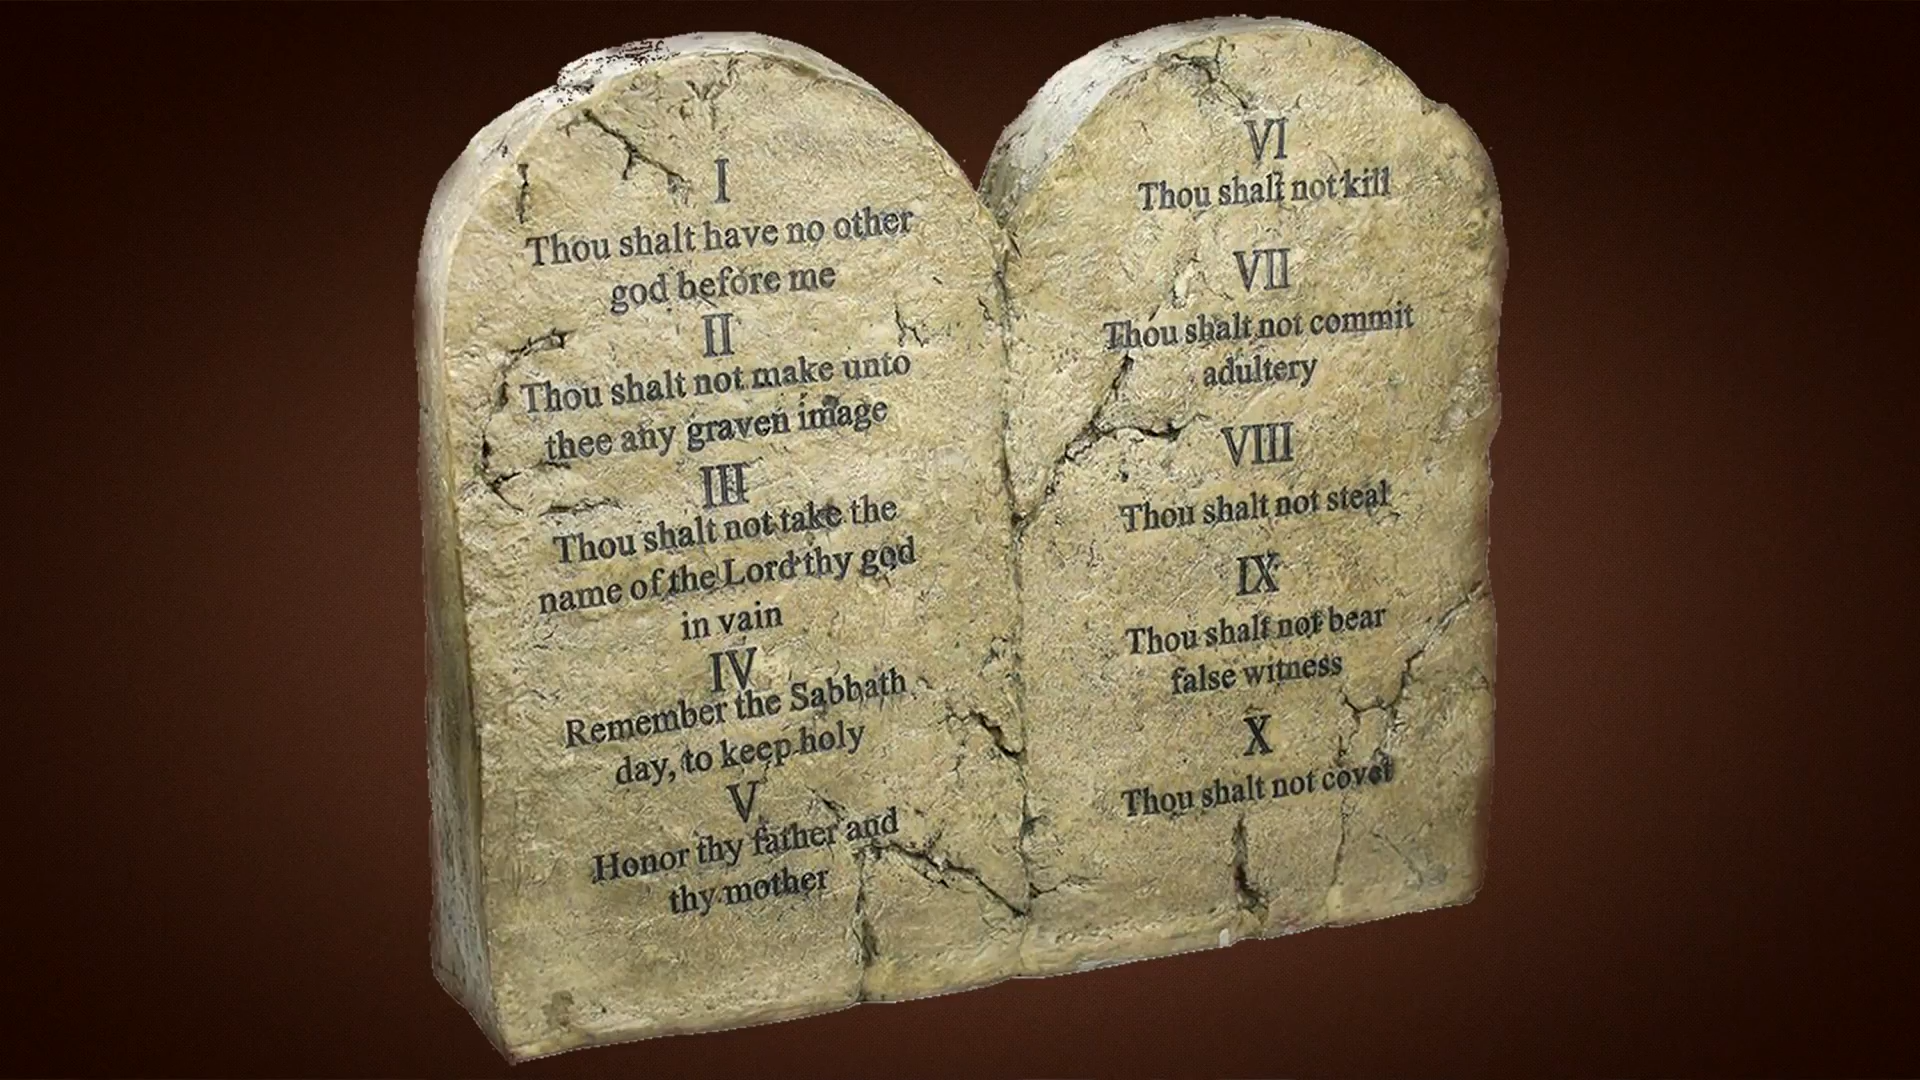 I
Thou shalt have no other
god before me
II
Thou shalt not make unto
thee any graven image
III
Thou shalt not take the
name of the Lord thy god
in vain
IV
Remember the Sabbath
day, to keep holy
V
Honor thy father and
thy mother
VI
Thou shalt not kill
VII
Thou shalt not commit
adultery
VIII
Thou shalt not steal
IX
Thou shalt not bear
false witness
X
Thou shalt not covet